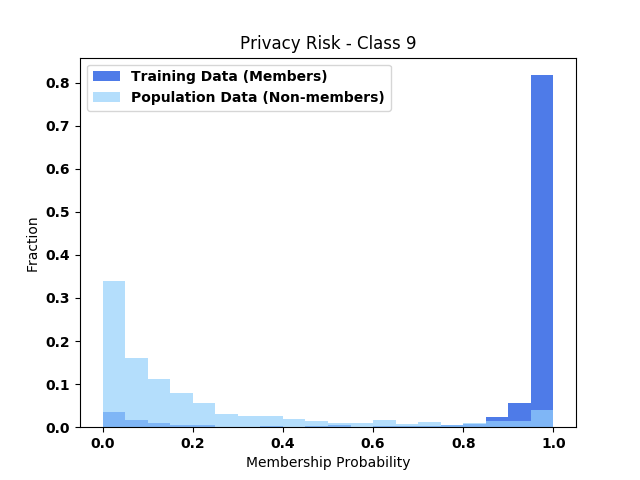 Privacy Risk - Class 9
Training Data (Members)
Population Data (Non-members)
Fraction
0.8
0.7
0.6
0.5
0.4
0.3
0.2
0.1
0.0
0.0 0.2 0.4 0.6 0.8 1.0
Membership Probability